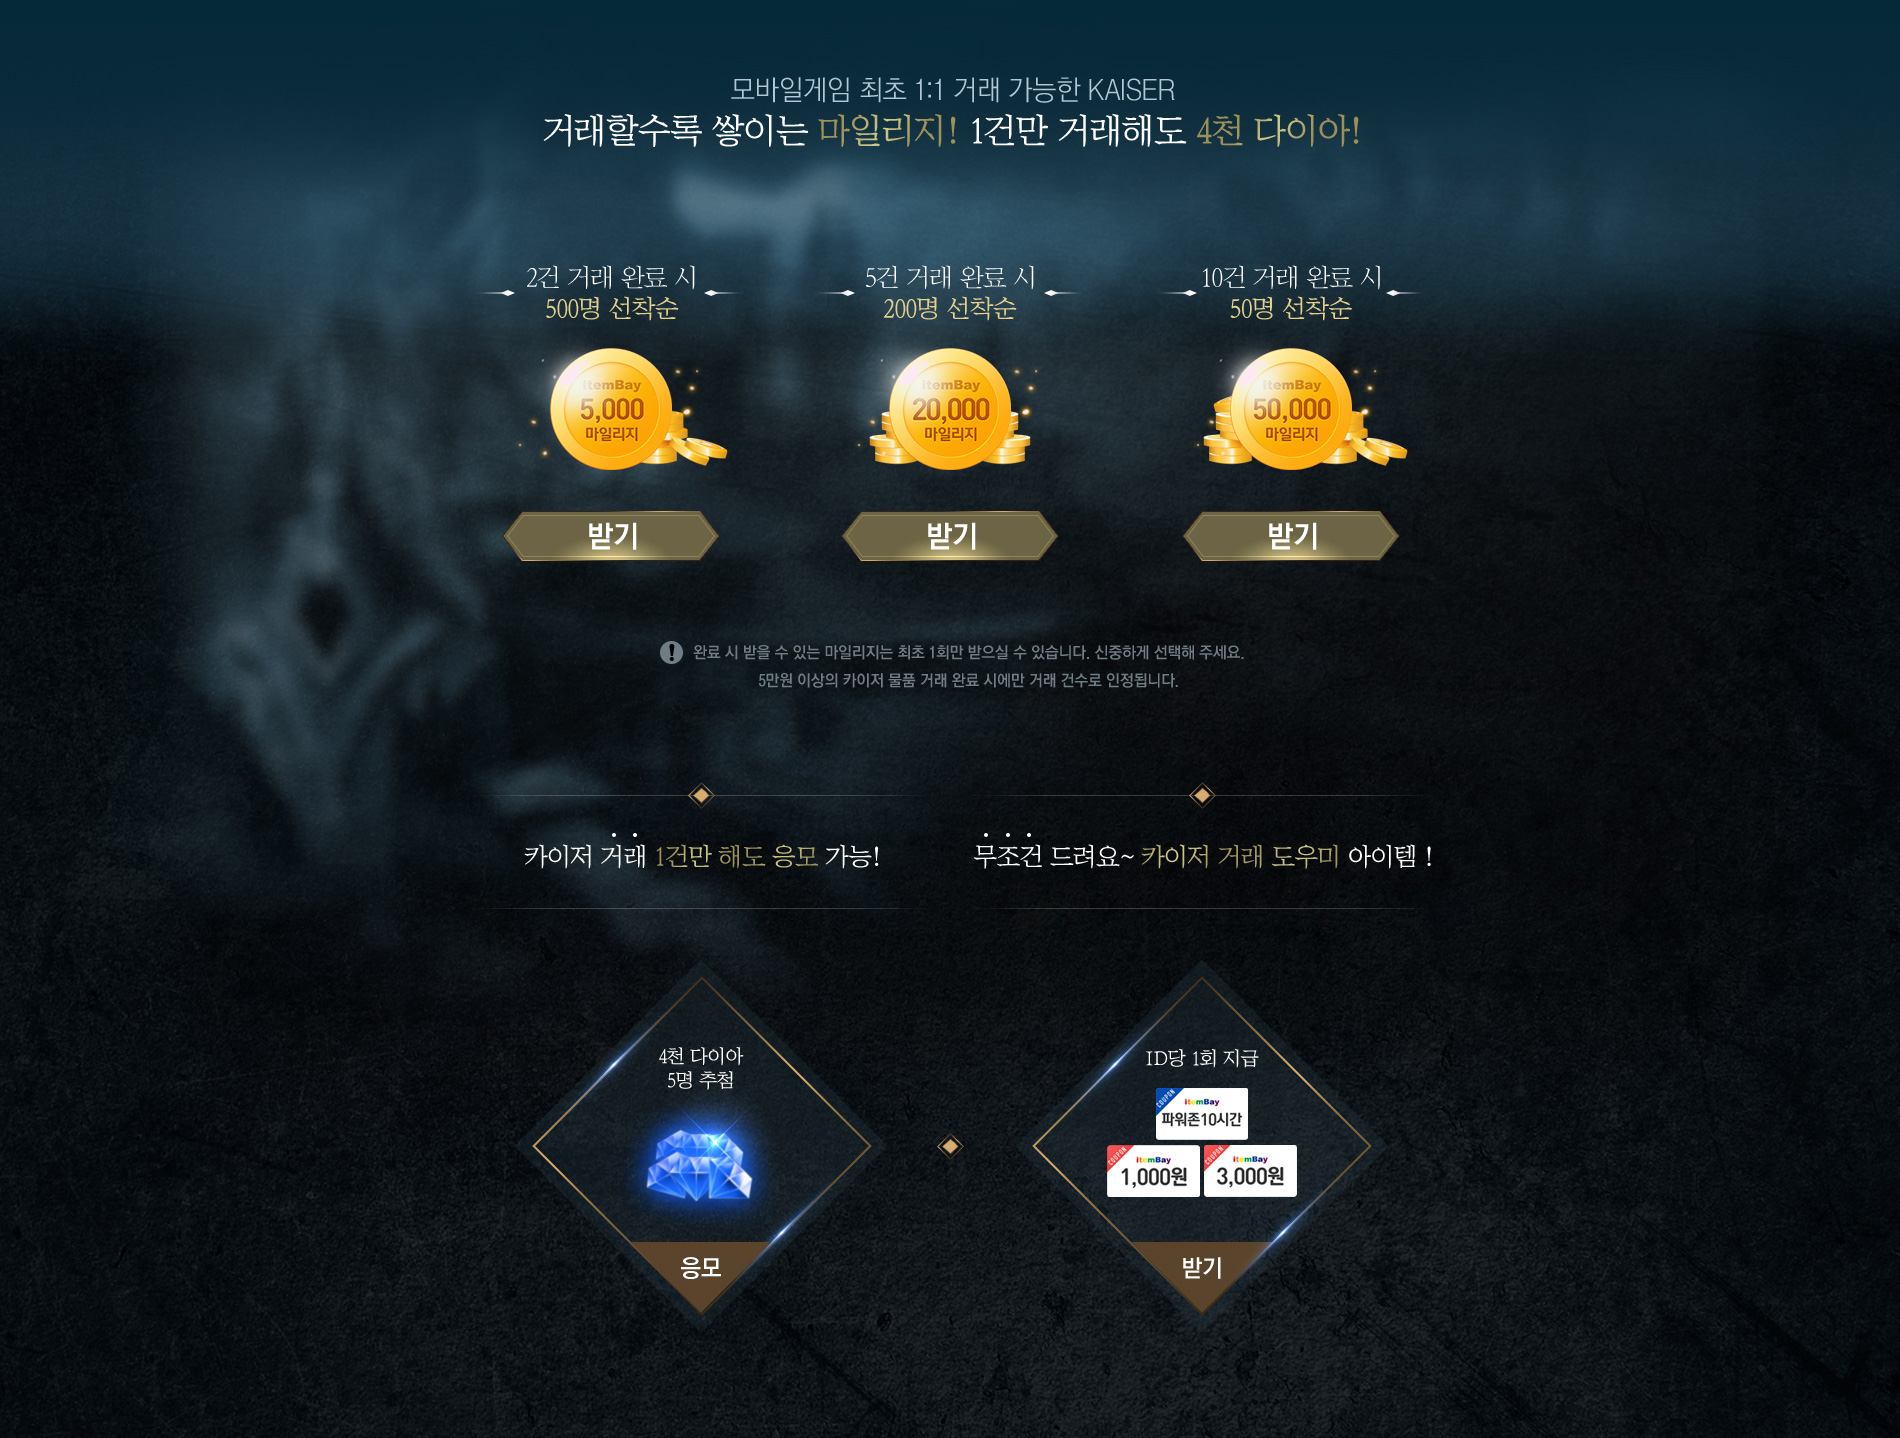 모바일게임 최초 1:1 거래 가능한 KAISER
거래할수록 쌓이는 마일리지! 1건만 거래해도 4천 다이아!
2건 거래 완료 시
500명 선착순
itemBay
5,000
마일리지
받기
5건 거래 완료 시
200명 선착순
itemBay
20,000
마일리지
받기
10건 거래 완료 시
50명 선착순
itemBay
50,000
마일리지
받기
완료 시 받을 수 있는 마일리지는 최초 1회만 받으실 수 있습니다. 신중하게 선택해 주세요.
5만원 이상의 카이저 물품 거래 완료 시에만 거래 건수로 인정됩니다.
카이저 거래 1건만 해도 응모 가능!
무조건 드려요~ 카이저 거래 도우미 아이템 !
4천 다이아
5명 추첨
응모
ID당 1회 지급
COUPON
itemBay
파워존10시간
COUPON
itemBay
1,000원
COUPON
itemBay
3,000원
받기